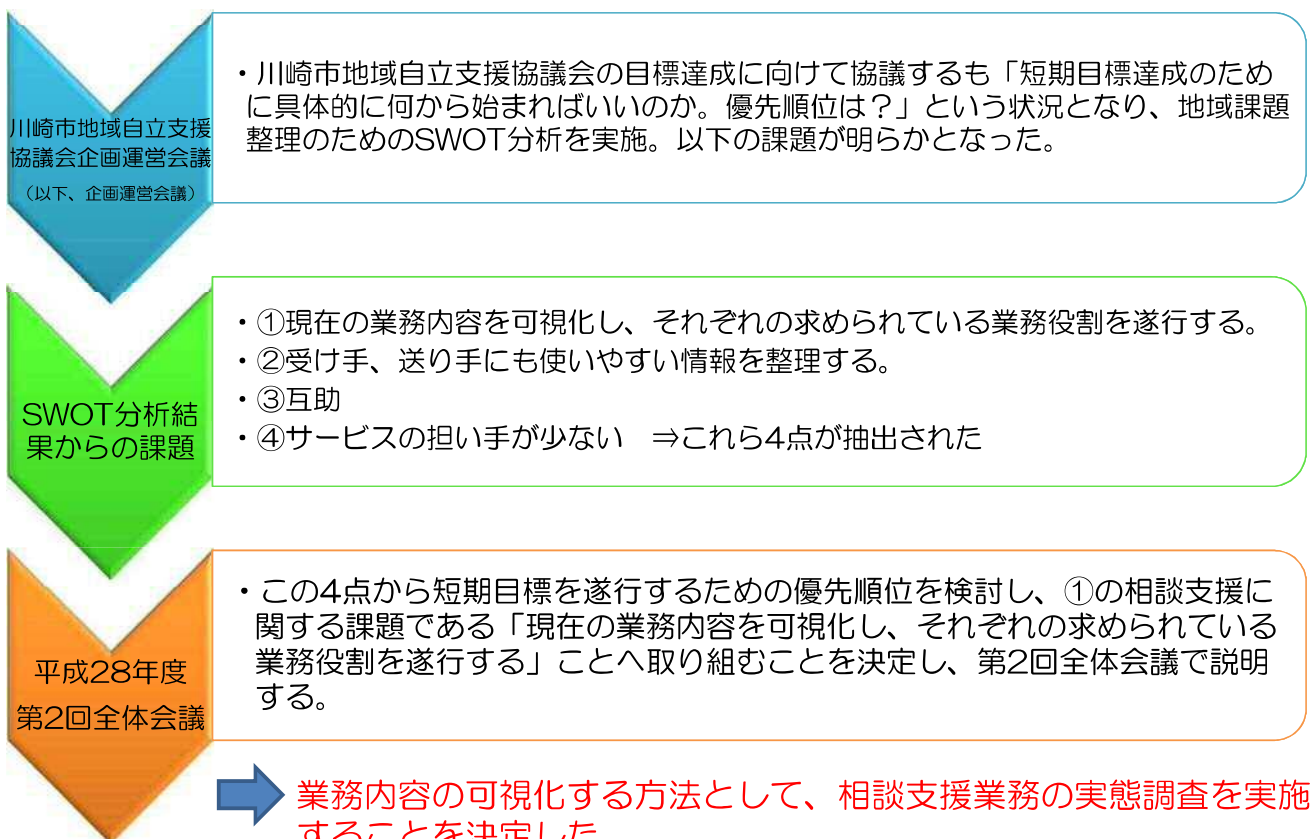 川崎市地域自立支援
協議会企画運営会議
（以下、企画運営会議）
・川崎市地域自立支援協議会の目標達成に向けて協議するも「短期目標達成のため
に具体的に何から始まればいいのか。優先順位は？」という状況となり、地域課題
整理のためのSWOT分析を実施。以下の課題が明らかとなった。
SWOT分析結
果からの課題
・①現在の業務内容を可視化し、それぞれの求められている業務役割を遂行する。
・②受け手、送り手にも使いやすい情報を整理する。
・③互助
・④サービスの担い手が少ない　⇒これら4点が抽出された
平成28年度
第2回全体会議
・この4点から短期目標を遂行するための優先順位を検討し、①の相談支援に
関する課題である「現在の業務内容を可視化し、それぞれの求められている
業務役割を遂行する」ことへ取り組むことを決定し、第2回全体会議で説明
する。
業務内容の可視化する方法として、相談支援業務の実態調査を実施
することを決定した